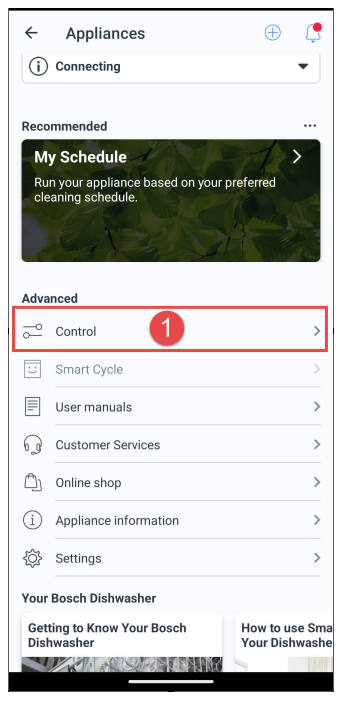 Appliances
Connecting
Recommended
My Schedule
Run your appliance based on your preferred
cleaning schedule.
Advanced
Control
1
Smart Cycle
User manuals
Customer Services
Online shop
Appliance information
Settings
Your Bosch Dishwasher
Getting to Know Your Bosch
Dishwasher
How to use Sma
Your Dishwashe